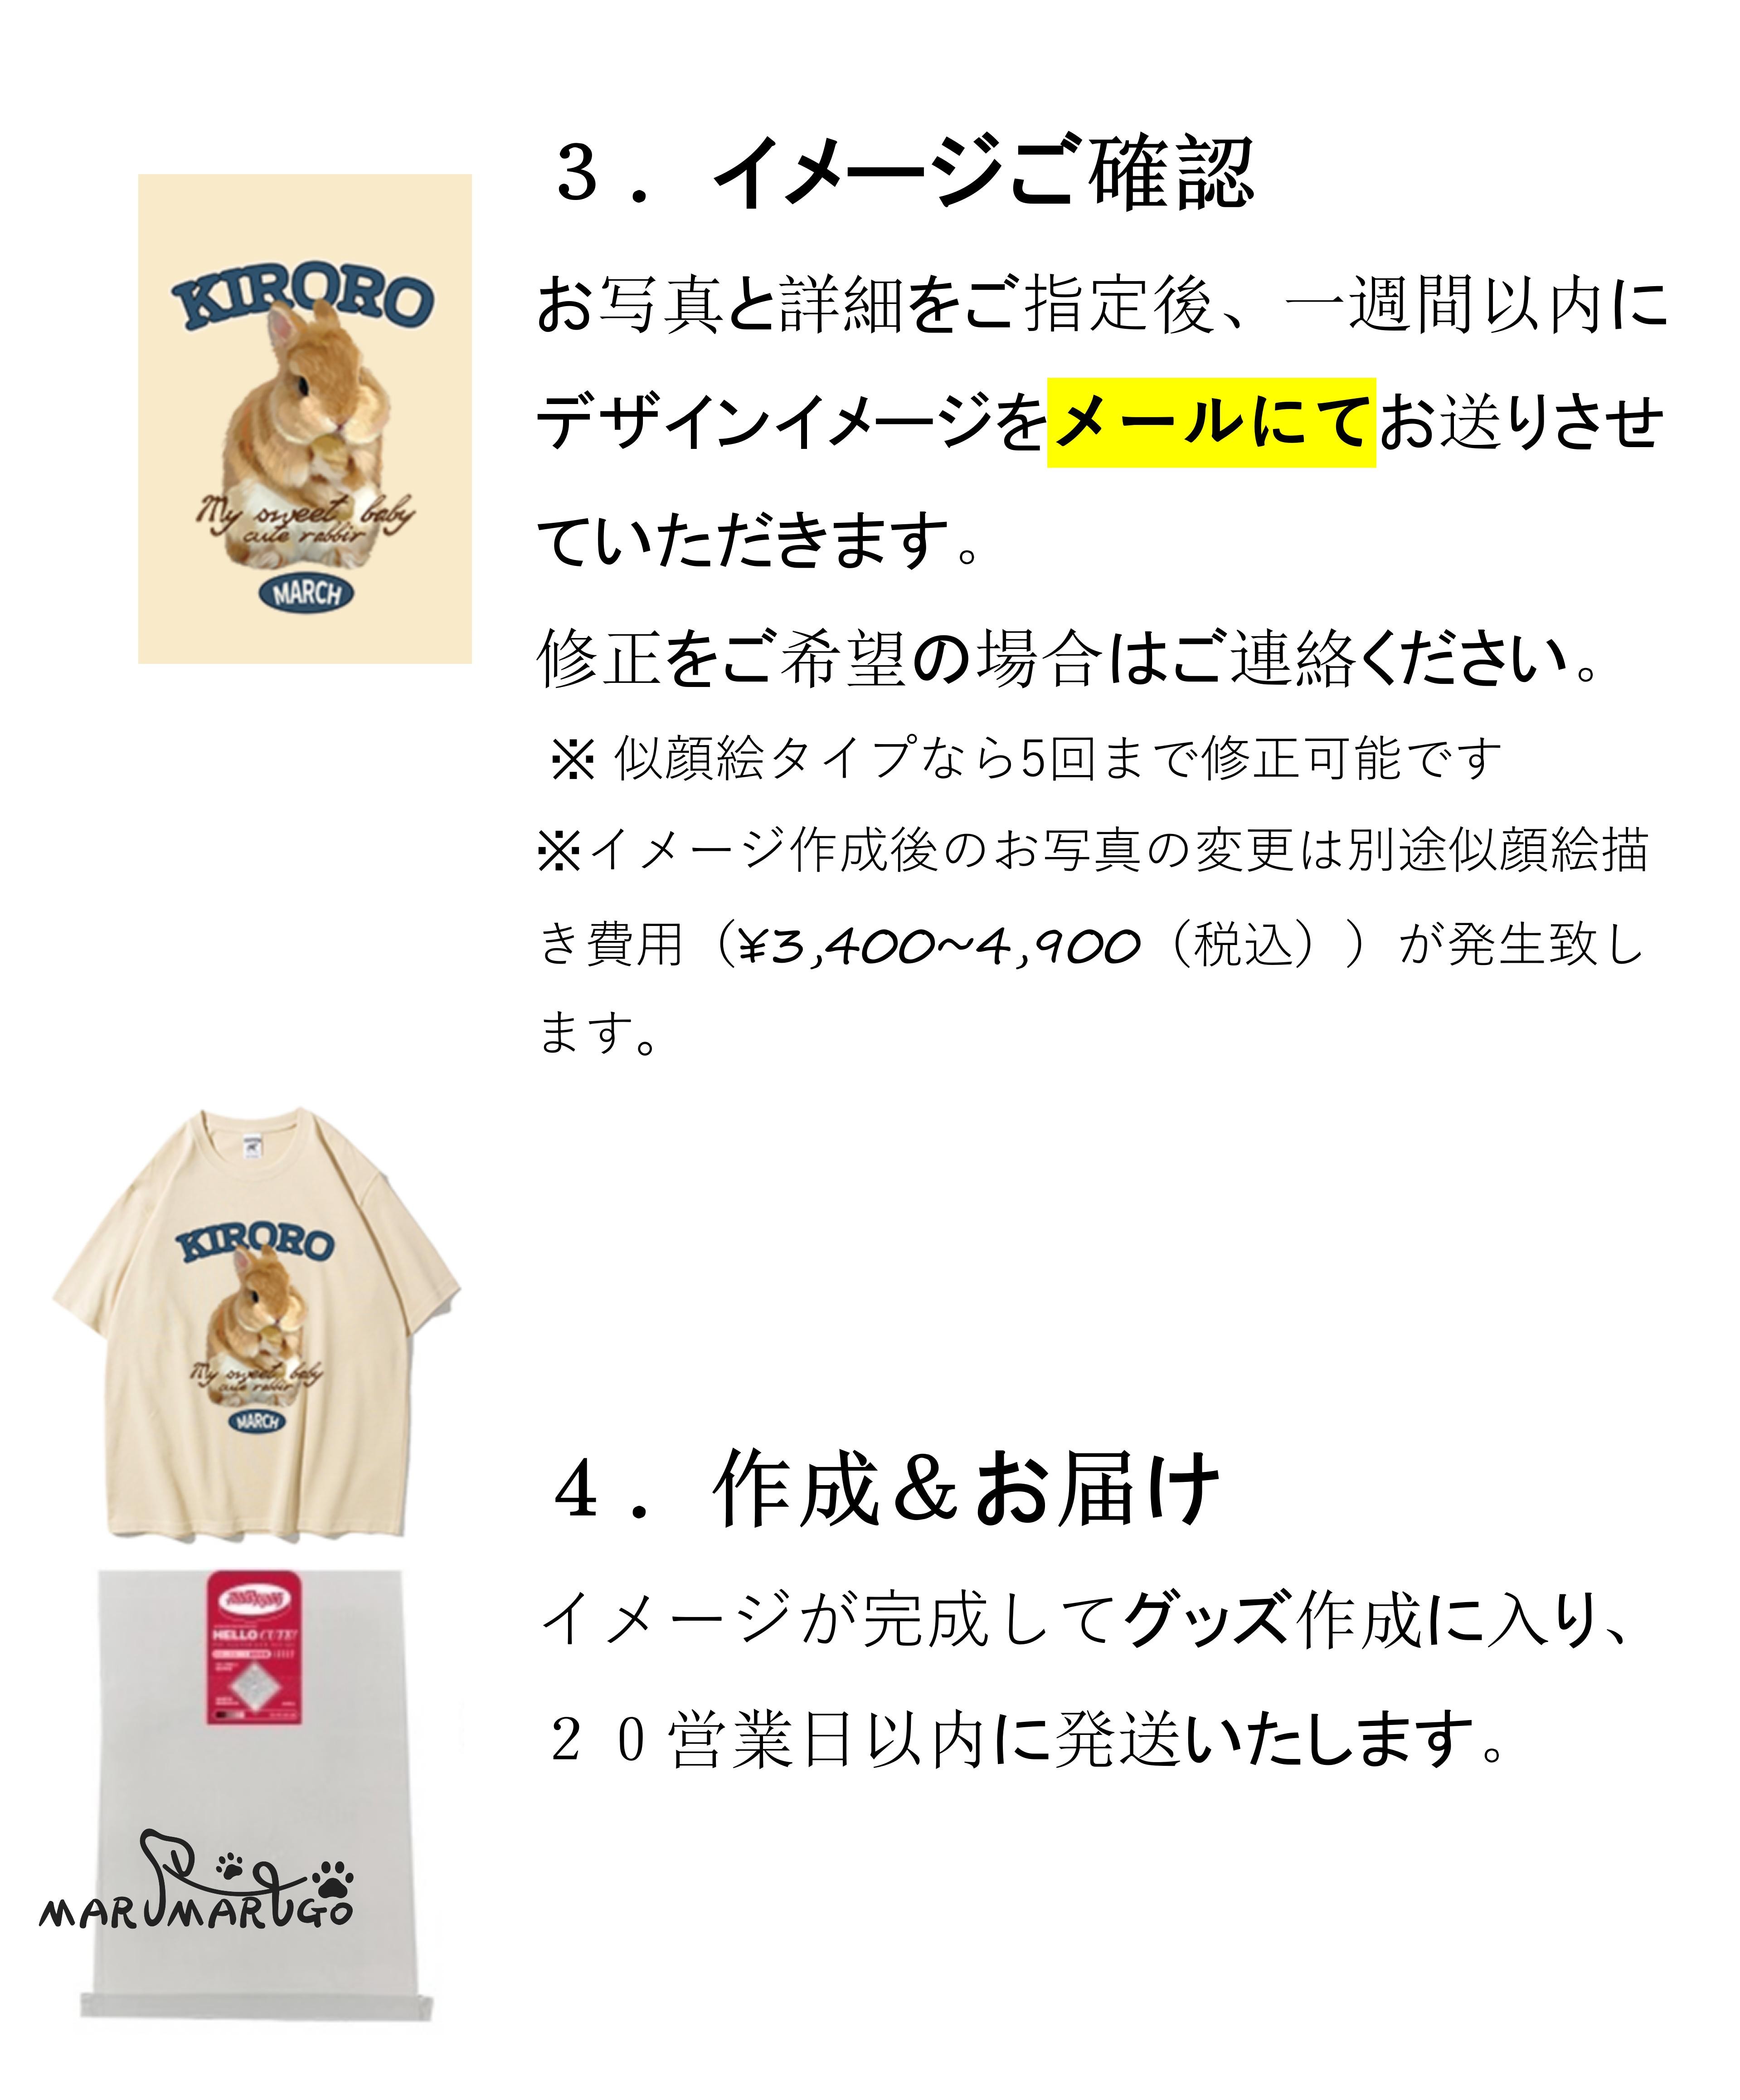 KIRORO
My sweet baby
cute rabbir
MARCH
3．イメージご確認
お写真と詳細をご指定後、一週間以内に
デザインイメージをメールにてお送りさせ
ていただきます。
修正をご希望の場合はご連絡ください。
※ 似顔絵タイプなら5回まで修正可能です
※イメージ作成後のお写真の変更は別途似顔絵描
き費用（¥3,400~4,900（税込））が発生致し
ます。
KIRORO
My sweet baby
cute rabbir
MARCH
4．作成＆お届け
イメージが完成してグッズ作成に入り、
２０営業日以内に発送いたします。
HELLO CUTE!
MARUMARUGO